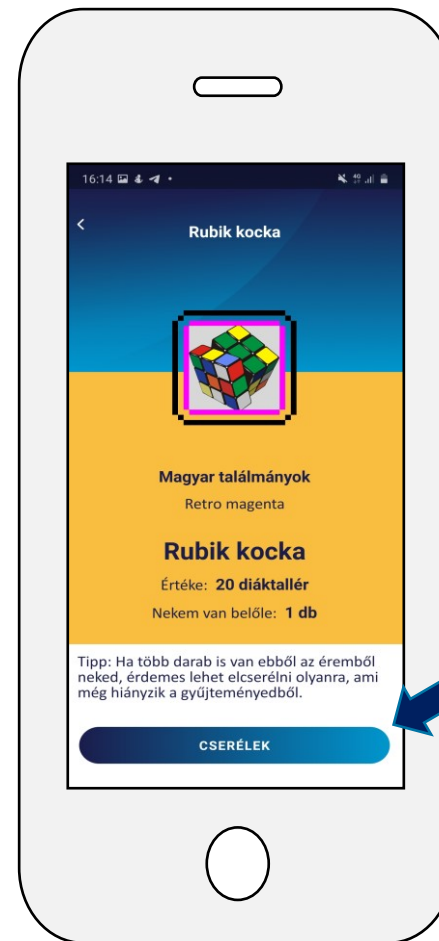 16:14
Rubik kocka
Magyar találmányok
Retro magenta
Rubik kocka
Értéke: 20 diáktallér
Nekem van belőle: 1 db
Tipp: Ha több darab is van ebből az éremből
neked, érdemes lehet elcserélni olyanra, ami
még hiányzik a gyűjteményedből.
CSERÉLEK